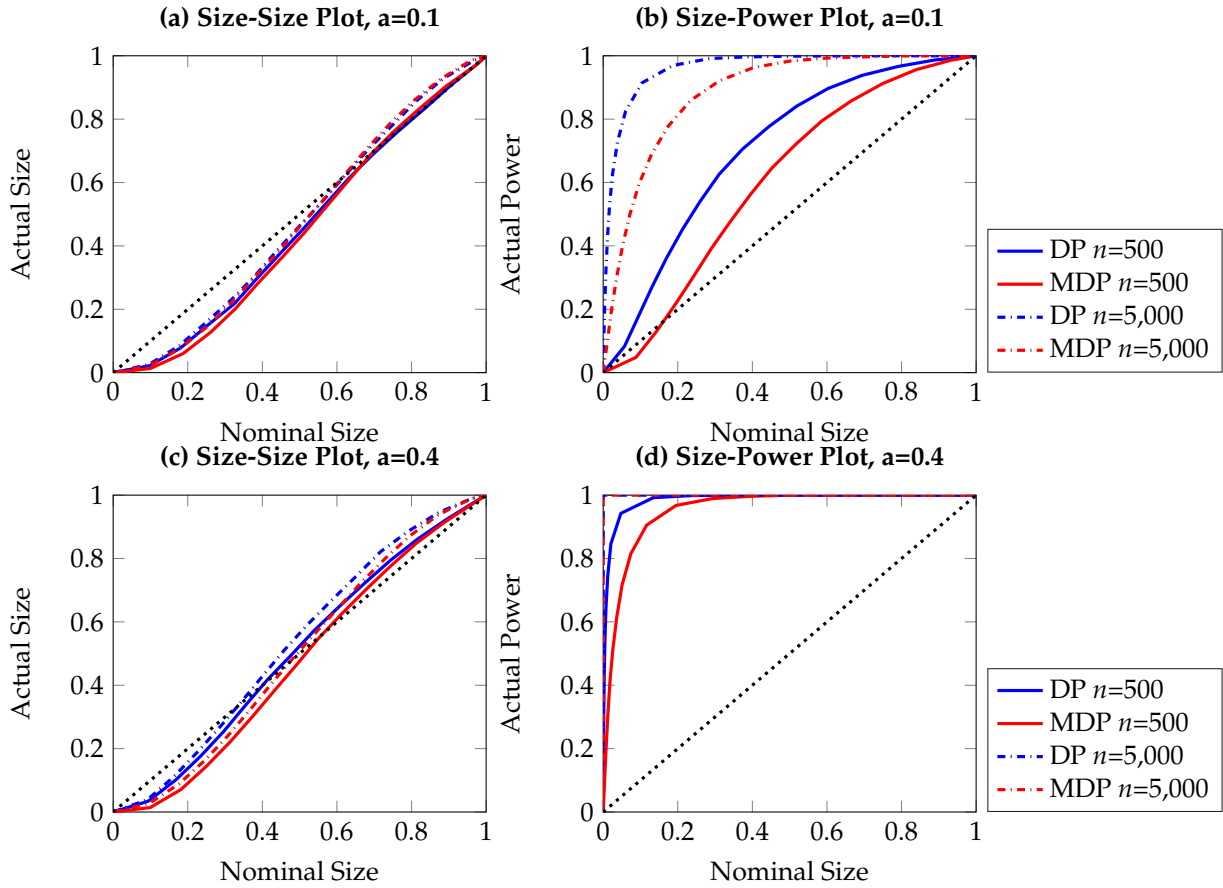 (a) Size-Size Plot, a=0.1
1
0.8
0.6
0.4
0.2
0
0 0.2 0.4 0.6 0.8 1
Actual Size
Nominal Size
(b) Size-Power Plot, a=0.1
1
0.8
0.6
0.4
0.2
0
0 0.2 0.4 0.6 0.8 1
Actual Power
Nominal Size
DP n=500
MDP n=500
DP n=5,000
MDP n=5,000
(c) Size-Size Plot, a=0.4
1
0.8
0.6
0.4
0.2
0
0 0.2 0.4 0.6 0.8 1
Actual Size
Nominal Size
(d) Size-Power Plot, a=0.4
1
0.8
0.6
0.4
0.2
0
0 0.2 0.4 0.6 0.8 1
Actual Power
Nominal Size
DP n=500
MDP n=500
DP n=5,000
MDP n=5,000